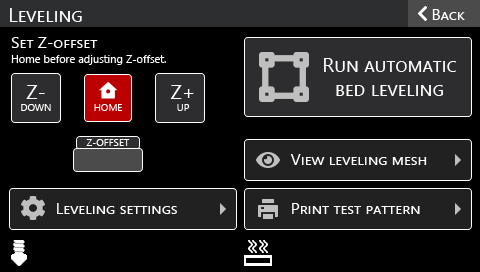 Leveling
Back
Set Z-offset
Home before adjusting Z-offset.
Z-
DOWN
HOME
Z+
UP
Z-OFFSET
Run automatic
bed leveling
View leveling mesh
Leveling settings
Print test pattern